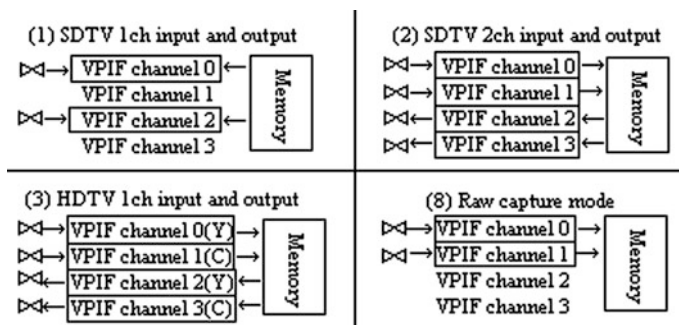 (1) SDTV 1ch input and output
VPIF channel 0
VPIF channel 1
VPIF channel 2
VPIF channel 3
Memory
(2) SDTV 2ch input and output
VPIF channel 0
VPIF channel 1
VPIF channel 2
VPIF channel 3
Memory
(3) HDTV 1ch input and output
VPIF channel 0(Y)
VPIF channel 1(C)
VPIF channel 2(Y)
VPIF channel 3(C)
Memory
(8) Raw capture mode
VPIF channel 0
VPIF channel 1
VPIF channel 2
VPIF channel 3
Memory